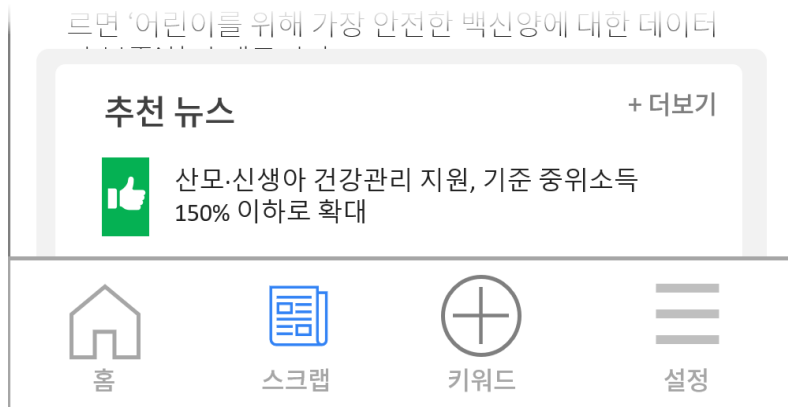 르면 ‘어린이를 위해 가장 안전한 백신양에 대한 데이터
추천 뉴스
+ 더보기
산모·신생아 건강관리 지원, 기준 중위소득
150% 이하로 확대
홈
스크랩
키워드
설정